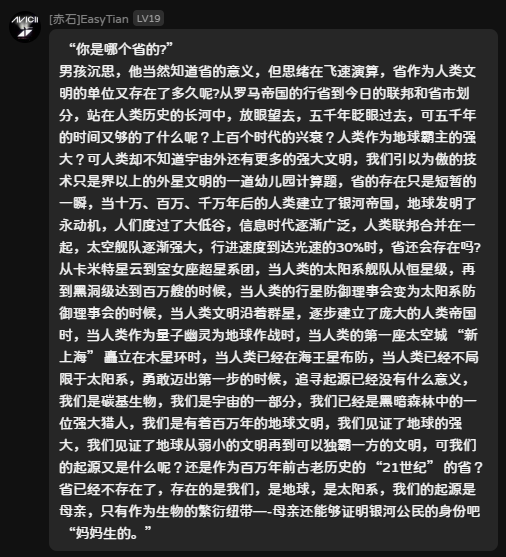 AVICII
[赤石]EasyTian LV19
“你是哪个省的?”
男孩沉思，他当然知道省的意义，但思绪在飞速演算，省作为人类文
明的单位又存在了多久呢?从罗马帝国的行省到今日的联邦和省市划
分，站在人类历史的长河中，放眼望去，五千年眨眼过去，可五千年
的时间又够的了什么呢？上百个时代的兴衰？人类作为地球霸主的强
大？可人类却不知道宇宙外还有更多的强大文明，我们引以为傲的技
术只是界以上的外星文明的一道幼儿园计算题，省的存在只是短暂的
一瞬，当十万、百万、千万年后的人类建立了银河帝国，地球发明了
永动机，人们度过了大低谷，信息时代逐渐广泛，人类联邦合并在一
起，太空舰队逐渐强大，行进速度到达光速的30%时，省还会存在吗?
从卡米特星云到室女座超星系团，当人类的太阳系舰队从恒星级，再
到黑洞级达到百万艘的时候，当人类的行星防御理事会变为太阳系防
御理事会的时候，当人类文明沿着群星，逐步建立了庞大的人类帝国
时，当人类作为量子幽灵为地球作战时，当人类的第一座太空城 “新
上海” 矗立在木星环时，当人类已经在海王星布防，当人类已经不局
限于太阳系，勇敢迈出第一步的时候，追寻起源已经没有什么意义，
我们是碳基生物，我们是宇宙的一部分，我们已经是黑暗森林中的一
位强大猎人，我们是有着百万年的地球文明，我们见证了地球的强
大，我们见证了地球从弱小的文明再到可以独霸一方的文明，可我们
的起源又是什么呢？还是作为百万年前古老历史的 “21世纪” 的省？
省已经不存在了，存在的是我们，是地球，是太阳系，我们的起源是
母亲，只有作为生物的繁衍纽带—-母亲还能够证明银河公民的身份吧
“妈妈生的。”